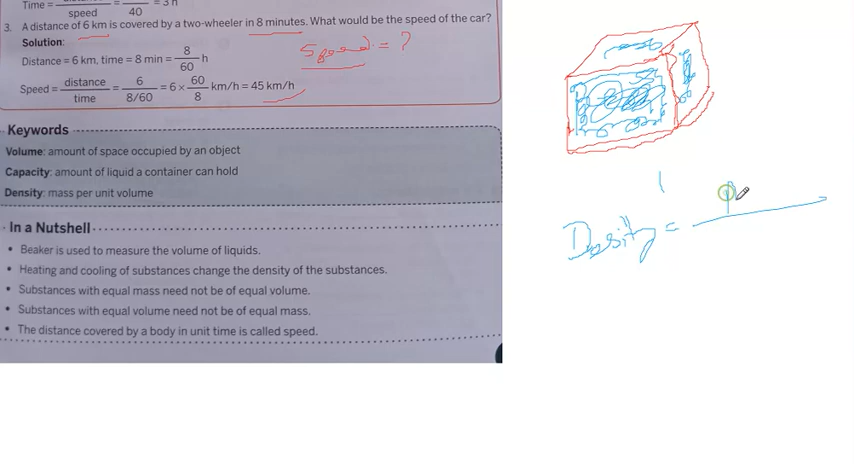 Time = ─── = ─── = 3 h
speed 40
3. A distance of 6 km is covered by a two-wheeler in 8 minutes. What would be the speed of the car?
Solution:
Distance = 6 km, time = 8 min = 8/60 h
Speed = distance/time = 6/(8/60) = 6 × 60/8 km/h = 45 km/h
Speed = ?
Keywords
Volume: amount of space occupied by an object
Capacity: amount of liquid a container can hold
Density: mass per unit volume
In a Nutshell
• Beaker is used to measure the volume of liquids.
• Heating and cooling of substances change the density of the substances.
• Substances with equal mass need not be of equal volume.
• Substances with equal volume need not be of equal mass.
• The distance covered by a body in unit time is called speed.
Density =